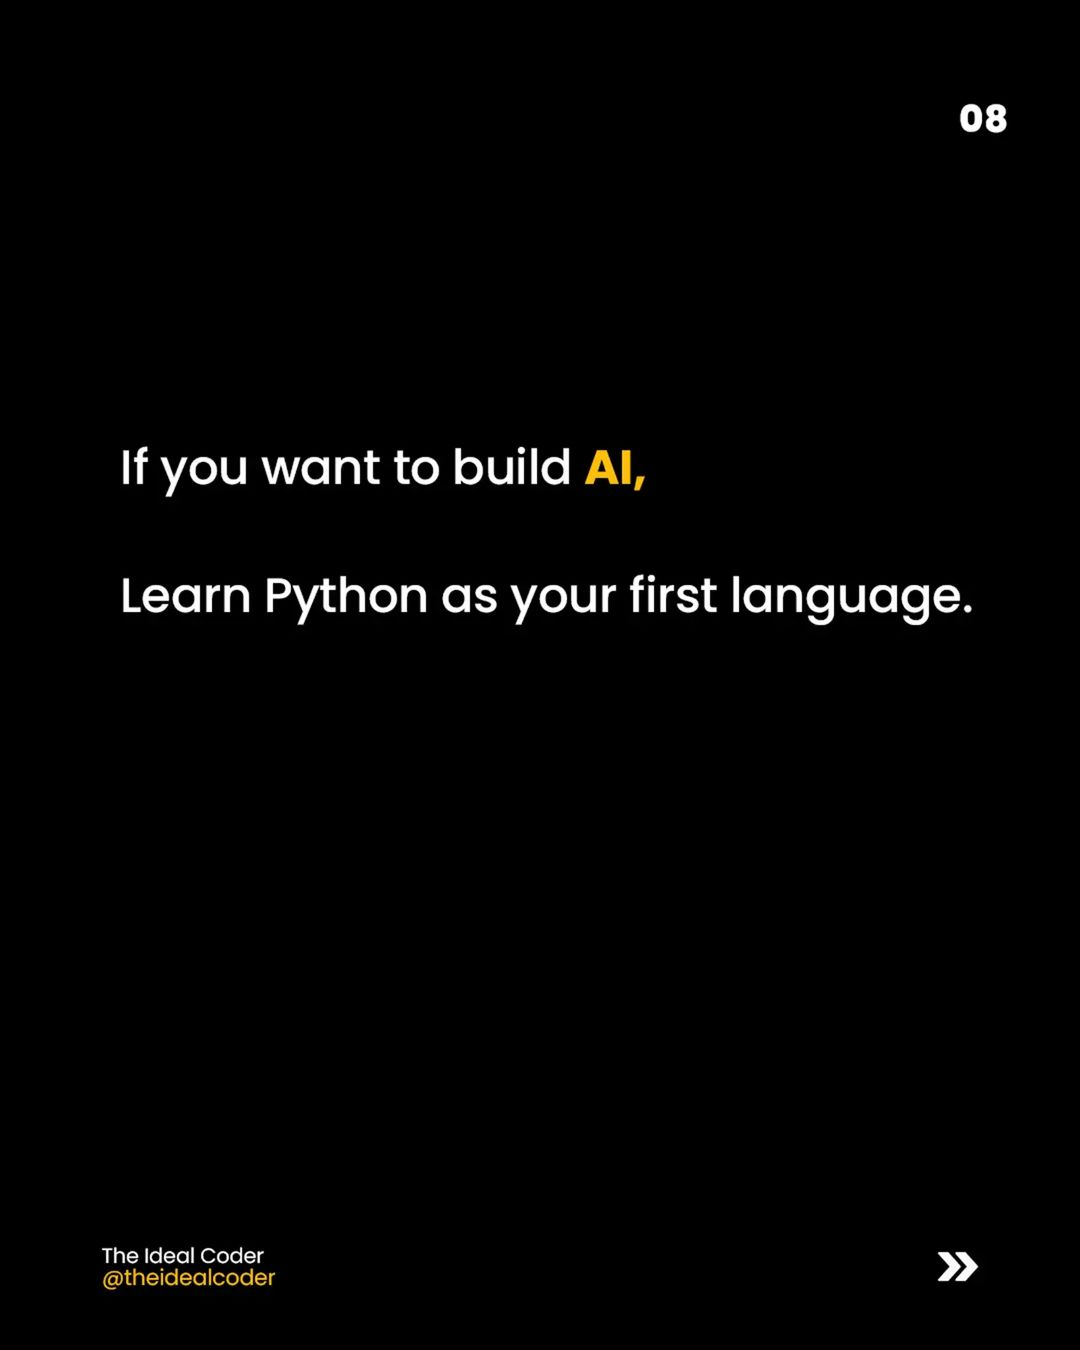 08
If you want to build AI,
Learn Python as your first language.
The Ideal Coder
@theidealcoder